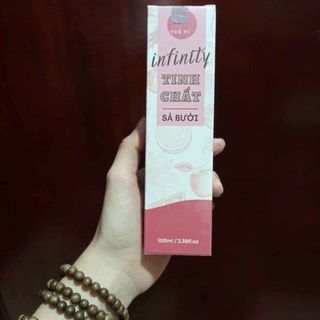 infinity
TINH
CHẤT
SẢ BƯỞI
100ml / 3.38fl.oz